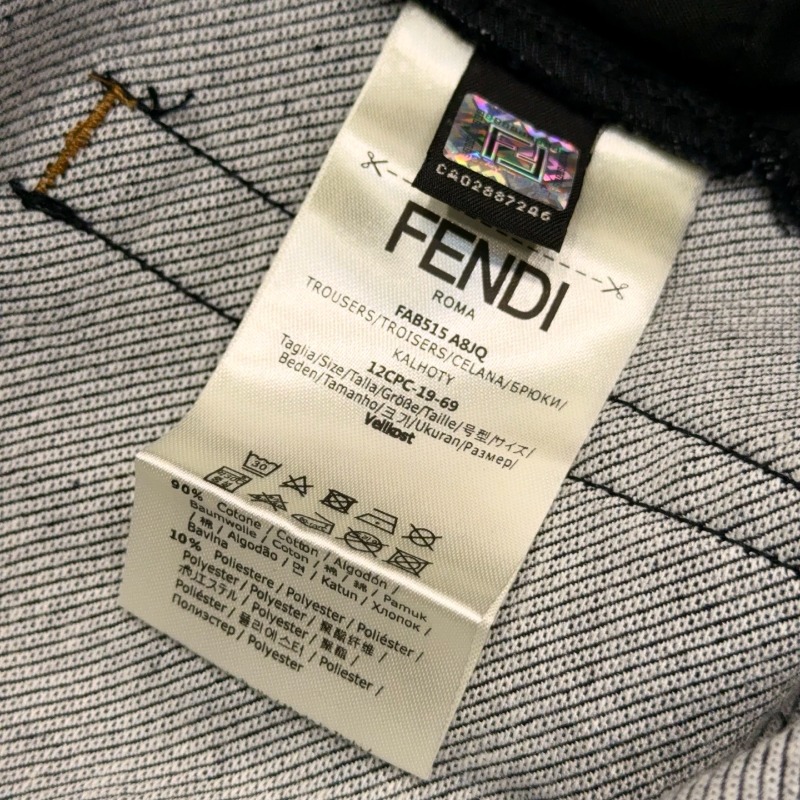 CA02887246
FENDI
ROMA
FAB515 A8JQ
TROUSERS/TROISERS/CELANA/БРЮКИ/
KALHOTY
12CPC-19-69
Taglia/Size/Talla/Größe/Taille/号型/サイズ/
Beden/Tamanho/크기/Ukuran/Размер/
30
90% Cotone / Cotton / Algodón /
Baumwolle / Coton / 棉 / 綿 / Pamuk
/ 棉 / Algodão / 면 / Katun / Хлопок /
Bavlna
10% Poliestere / Polyester / Poliéster /
Polyester / Polyester / 聚酯纤维 /
ポリエステル / Polyester / 聚酯 /
Poliéster / 폴리에스터 / Poliester /
Полиэстер / Polyester